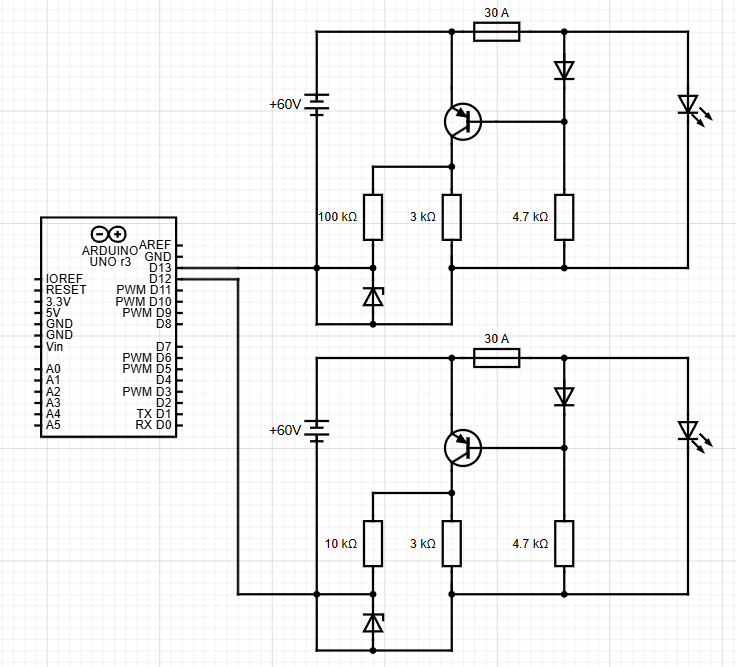 30 A
+60V
100 kΩ
3 kΩ
4.7 kΩ
ARDUINO
UNO r3
AREF
GND
D13
D12
PWM D11
PWM D10
PWM D9
D8
D7
PWM D6
PWM D5
D4
PWM D3
D2
TX D1
RX D0
IOREF
RESET
3.3V
5V
GND
GND
Vin
A0
A1
A2
A3
A4
A5
30 A
+60V
10 kΩ
3 kΩ
4.7 kΩ